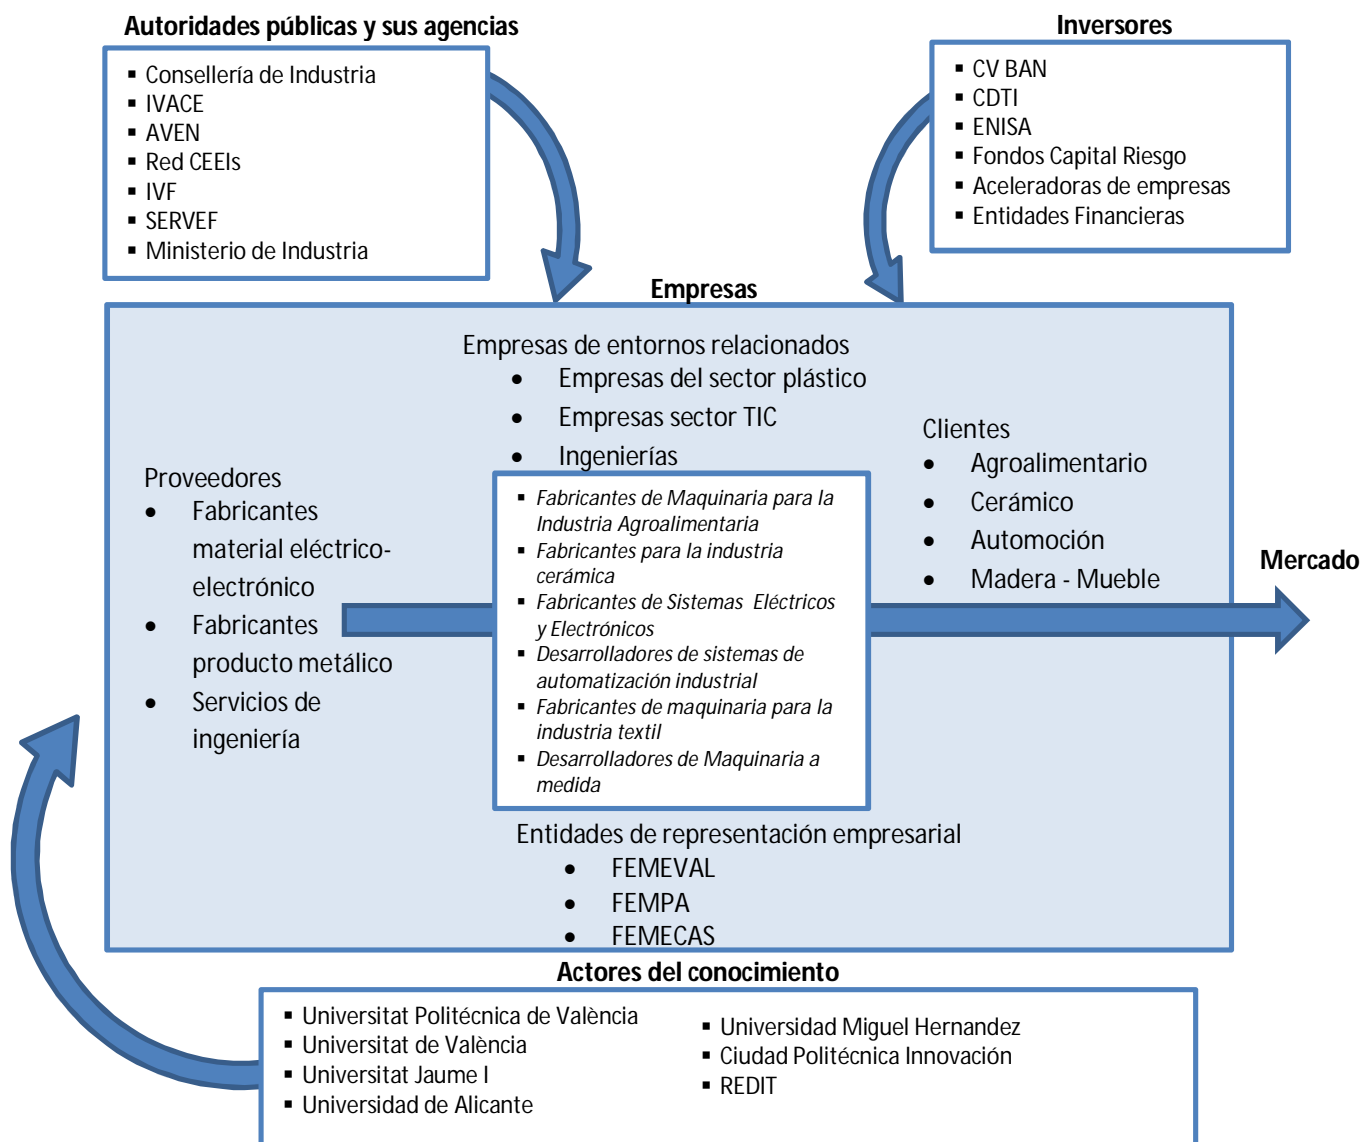 Autoridades públicas y sus agencias
▪ Consellería de Industria
▪ IVACE
▪ AVEN
▪ Red CEEIs
▪ IVF
▪ SERVEF
▪ Ministerio de Industria
Inversores
▪ CV BAN
▪ CDTI
▪ ENISA
▪ Fondos Capital Riesgo
▪ Aceleradoras de empresas
▪ Entidades Financieras
Empresas
Empresas de entornos relacionados
• Empresas del sector plástico
• Empresas sector TIC
• Ingenierías
Proveedores
• Fabricantes
material eléctrico-
electrónico
• Fabricantes
producto metálico
• Servicios de
ingeniería
▪ Fabricantes de Maquinaria para la
Industria Agroalimentaria
▪ Fabricantes para la industria
cerámica
▪ Fabricantes de Sistemas Eléctricos
y Electrónicos
▪ Desarrolladores de sistemas de
automatización industrial
▪ Fabricantes de maquinaria para la
industria textil
▪ Desarrolladores de Maquinaria a
medida
Clientes
• Agroalimentario
• Cerámico
• Automoción
• Madera - Mueble
Mercado
Entidades de representación empresarial
• FEMEVAL
• FEMPA
• FEMECAS
Actores del conocimiento
▪ Universitat Politécnica de València
▪ Universitat de València
▪ Universitat Jaume I
▪ Universidad de Alicante
▪ Universidad Miguel Hernandez
▪ Ciudad Politécnica Innovación
▪ REDIT